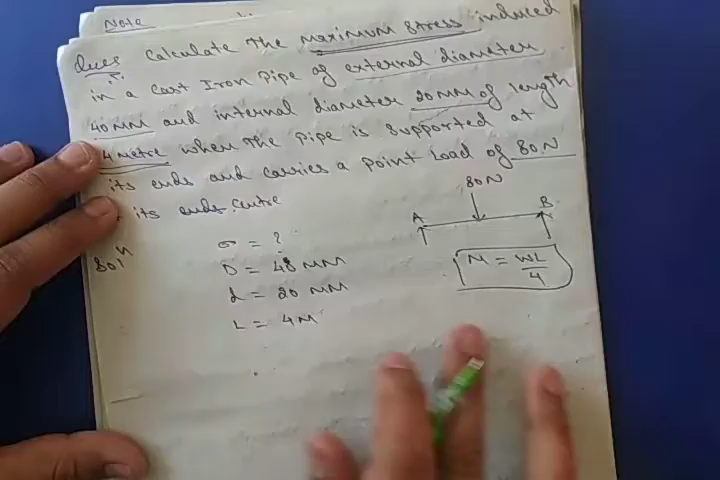 Note
Ques Calculate the maximum stress induced
in a cast Iron pipe of external diameter
40 MM and internal diameter 20 MM of length
4 metre when the pipe is supported at
its ends and carries a point load of 80 N
its ends centre
80 N
A B
Solⁿ
σ = ?
M = WL/4
D = 40 MM
d = 20 MM
L = 4 M